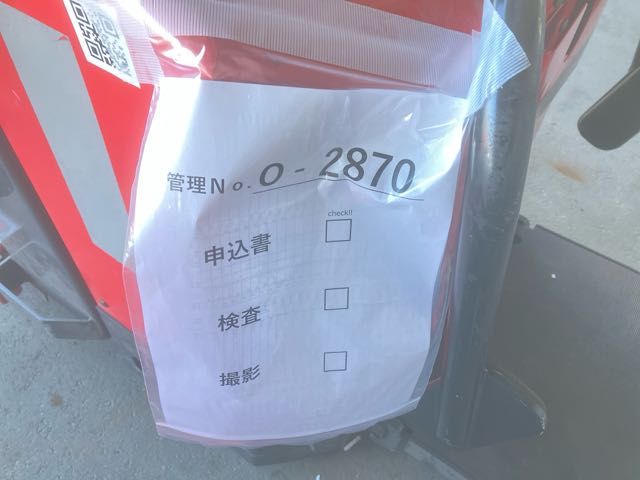 管理No. O-2870
check!!
申込書
検査
撮影